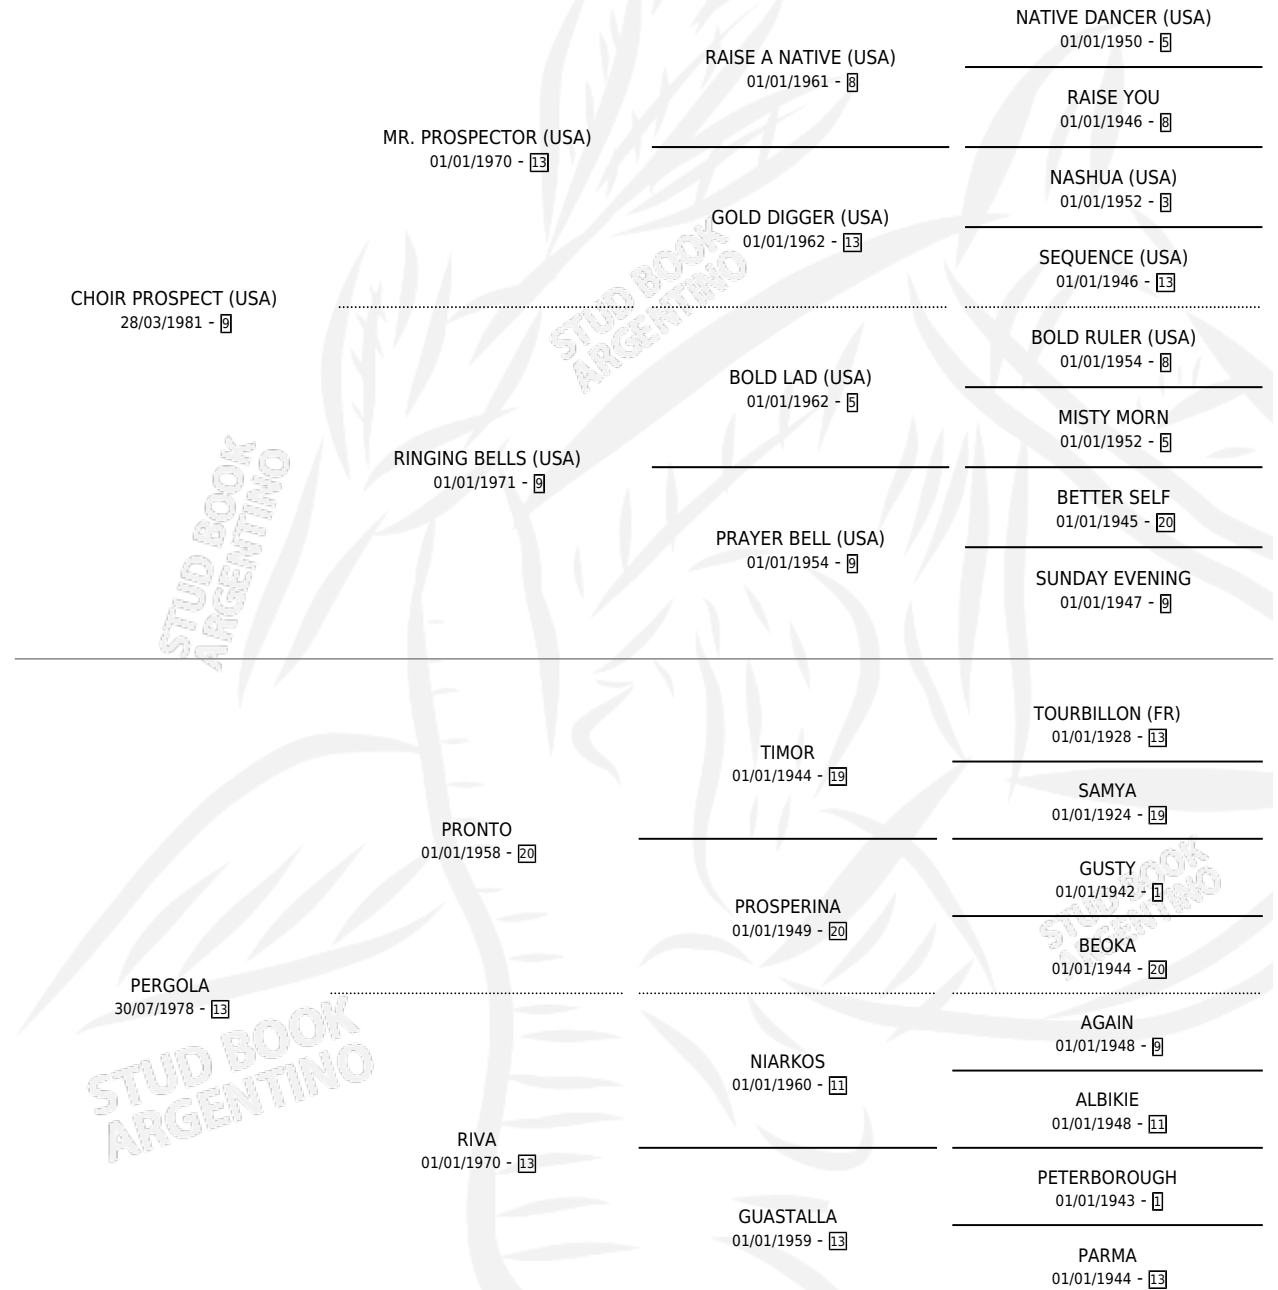 NATIVE DANCER (USA)
01/01/1950 - 5
RAISE A NATIVE (USA)
01/01/1961 - 8
RAISE YOU
01/01/1946 - 8
MR. PROSPECTOR (USA)
01/01/1970 - 13
NASHUA (USA)
01/01/1952 - 3
GOLD DIGGER (USA)
01/01/1962 - 13
SEQUENCE (USA)
01/01/1946 - 13
CHOIR PROSPECT (USA)
28/03/1981 - 9
STUD BOOK
ARGENTINO
BOLD RULER (USA)
01/01/1954 - 8
BOLD LAD (USA)
01/01/1962 - 5
MISTY MORN
01/01/1952 - 5
RINGING BELLS (USA)
01/01/1971 - 9
BETTER SELF
01/01/1945 - 20
PRAYER BELL (USA)
01/01/1954 - 9
SUNDAY EVENING
01/01/1947 - 9
STUD BOOK
ARGENTINO
TOURBILLON (FR)
01/01/1928 - 13
TIMOR
01/01/1944 - 19
SAMYA
01/01/1924 - 19
PRONTO
01/01/1958 - 20
GUSTY
01/01/1942 - 1
PROSPERINA
01/01/1949 - 20
BEOKA
01/01/1944 - 20
STUD BOOK
ARGENTINO
PERGOLA
30/07/1978 - 13
STUD BOOK
ARGENTINO
AGAIN
01/01/1948 - 9
NIARKOS
01/01/1960 - 11
ALBIKIE
01/01/1948 - 11
RIVA
01/01/1970 - 13
PETERBOROUGH
01/01/1943 - 1
GUASTALLA
01/01/1959 - 13
PARMA
01/01/1944 - 13